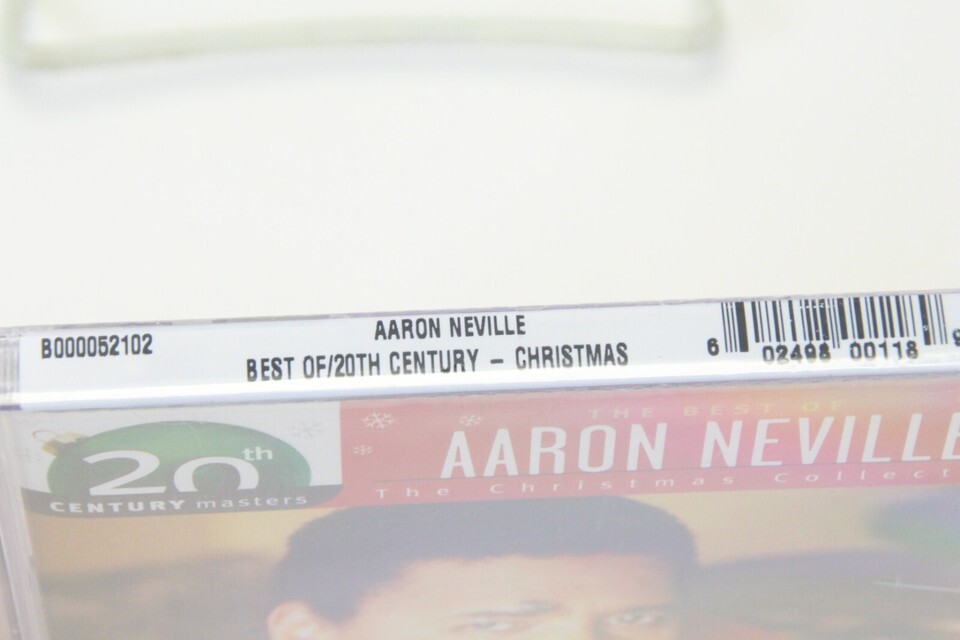 B000052102
AARON NEVILLE
BEST OF/20TH CENTURY – CHRISTMAS
6 02498 00118 9
20th
CENTURY masters
THE BEST OF
AARON NEVILLE
The Christmas Collect